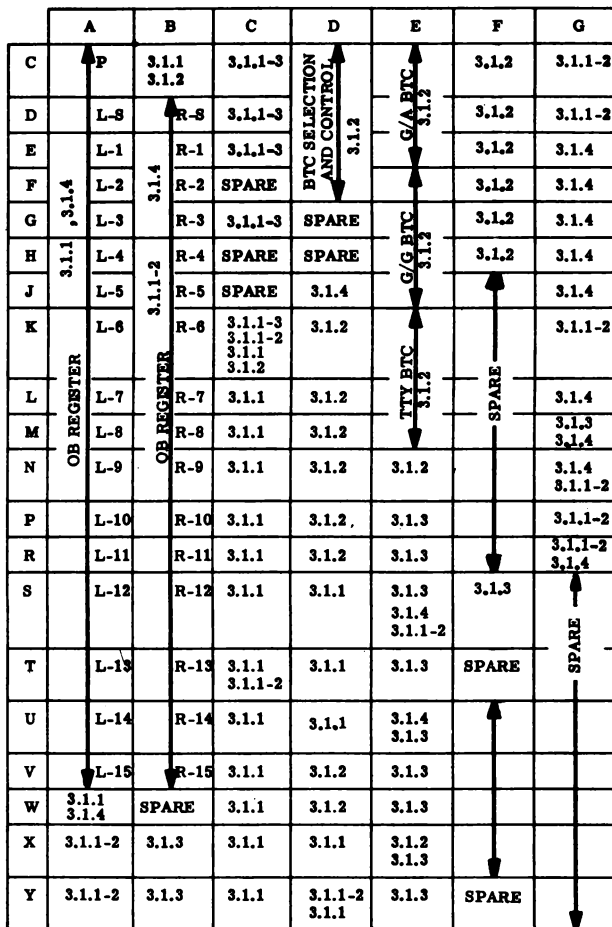 A B C D E F G
C P 3.1.1 3.1.1-3 3.1.2 3.1.1-2
3.1.2
D L-S R-S 3.1.1-3 3.1.2 3.1.1-2
E L-1 R-1 3.1.1-3 3.1.2 3.1.4
F L-2 R-2 SPARE 3.1.2 3.1.4
G L-3 R-3 3.1.1-3 SPARE 3.1.2 3.1.4
H L-4 R-4 SPARE SPARE 3.1.2 3.1.4
J L-5 R-5 SPARE 3.1.4 3.1.4
K L-6 R-6 3.1.1-3 3.1.2 3.1.1-2
3.1.1-2
3.1.1
3.1.2
L L-7 R-7 3.1.1 3.1.2 3.1.4
M L-8 R-8 3.1.1 3.1.2 3.1.3
3.1.4
N L-9 R-9 3.1.1 3.1.2 3.1.2 3.1.4
3.1.1-2
P L-10 R-10 3.1.1 3.1.2 3.1.3 3.1.1-2
R L-11 R-11 3.1.1 3.1.2 3.1.3 3.1.1-2
3.1.4
S L-12 R-12 3.1.1 3.1.1 3.1.3 3.1.3
3.1.4
3.1.1-2
T L-13 R-13 3.1.1 3.1.1 3.1.3 SPARE
3.1.1-2
U L-14 R-14 3.1.1 3.1.1 3.1.4
3.1.3
V L-15 R-15 3.1.1 3.1.2 3.1.3
W 3.1.1 SPARE 3.1.1 3.1.2 3.1.3
3.1.4
X 3.1.1-2 3.1.3 3.1.1 3.1.1 3.1.2
3.1.3
Y 3.1.1-2 3.1.3 3.1.1 3.1.1-2 3.1.3 SPARE
3.1.1
OB REGISTER 3.1.1 , 3.1.4
OB REGISTER 3.1.1-2 3.1.4
BTC SELECTION
AND CONTROL
3.1.2
G/A BTC
3.1.2
G/G BTC
3.1.2
TTY BTC
3.1.2
SPARE
SPARE